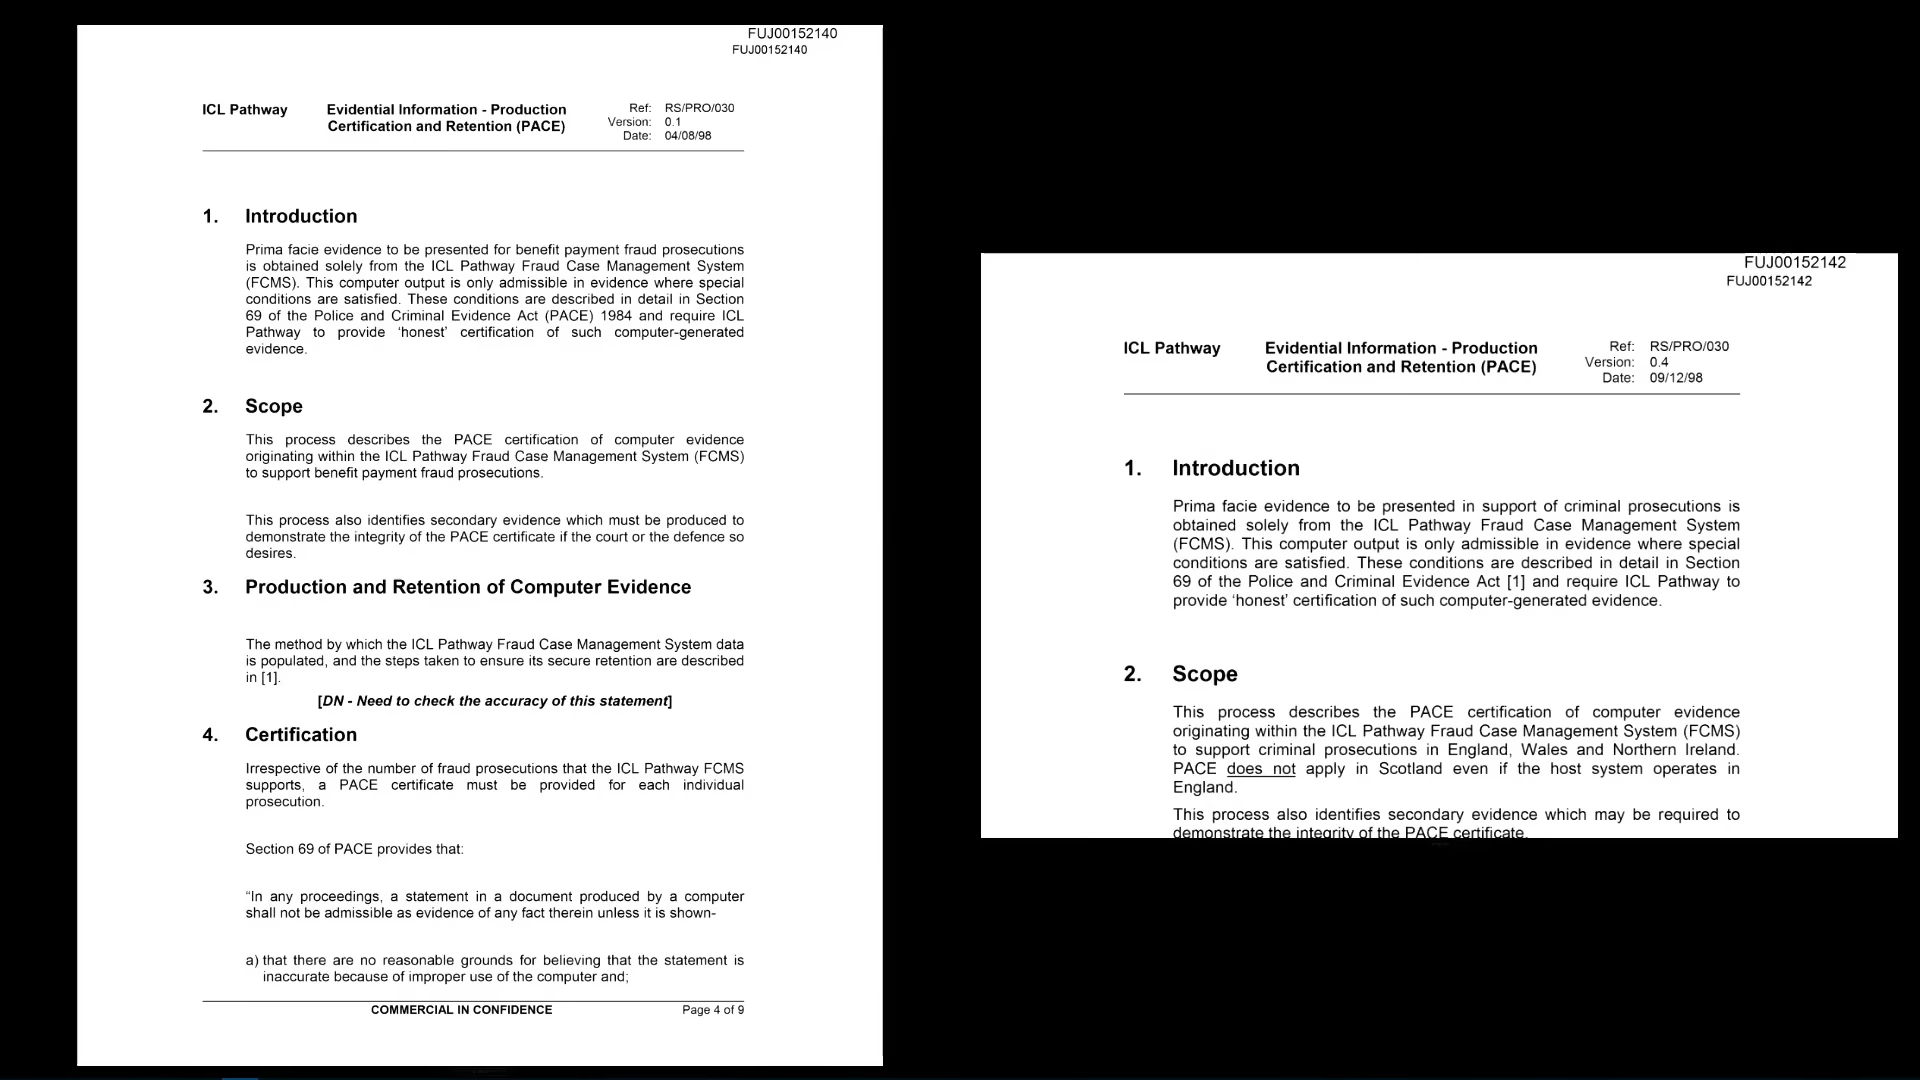 FUJ00152140
FUJ00152140
ICL Pathway
Evidential Information - Production
Certification and Retention (PACE)
Ref: RS/PRO/030
Version: 0.1
Date: 04/08/98
1. Introduction
Prima facie evidence to be presented for benefit payment fraud prosecutions
is obtained solely from the ICL Pathway Fraud Case Management System
(FCMS). This computer output is only admissible in evidence where special
conditions are satisfied. These conditions are described in detail in Section
69 of the Police and Criminal Evidence Act (PACE) 1984 and require ICL
Pathway to provide ‘honest’ certification of such computer-generated
evidence.
2. Scope
This process describes the PACE certification of computer evidence
originating within the ICL Pathway Fraud Case Management System (FCMS)
to support benefit payment fraud prosecutions.
This process also identifies secondary evidence which must be produced to
demonstrate the integrity of the PACE certificate if the court or the defence so
desires.
3. Production and Retention of Computer Evidence
The method by which the ICL Pathway Fraud Case Management System data
is populated, and the steps taken to ensure its secure retention are described
in [1].
[DN - Need to check the accuracy of this statement]
4. Certification
Irrespective of the number of fraud prosecutions that the ICL Pathway FCMS
supports, a PACE certificate must be provided for each individual
prosecution.
Section 69 of PACE provides that:
“In any proceedings, a statement in a document produced by a computer
shall not be admissible as evidence of any fact therein unless it is shown-
a) that there are no reasonable grounds for believing that the statement is
inaccurate because of improper use of the computer and;
COMMERCIAL IN CONFIDENCE
Page 4 of 9
FUJ00152142
FUJ00152142
ICL Pathway
Evidential Information - Production
Certification and Retention (PACE)
Ref: RS/PRO/030
Version: 0.4
Date: 09/12/98
1. Introduction
Prima facie evidence to be presented in support of criminal prosecutions is
obtained solely from the ICL Pathway Fraud Case Management System
(FCMS). This computer output is only admissible in evidence where special
conditions are satisfied. These conditions are described in detail in Section
69 of the Police and Criminal Evidence Act [1] and require ICL Pathway to
provide ‘honest’ certification of such computer-generated evidence.
2. Scope
This process describes the PACE certification of computer evidence
originating within the ICL Pathway Fraud Case Management System (FCMS)
to support criminal prosecutions in England, Wales and Northern Ireland.
PACE does not apply in Scotland even if the host system operates in
England.
This process also identifies secondary evidence which may be required to
demonstrate the integrity of the PACE certificate.